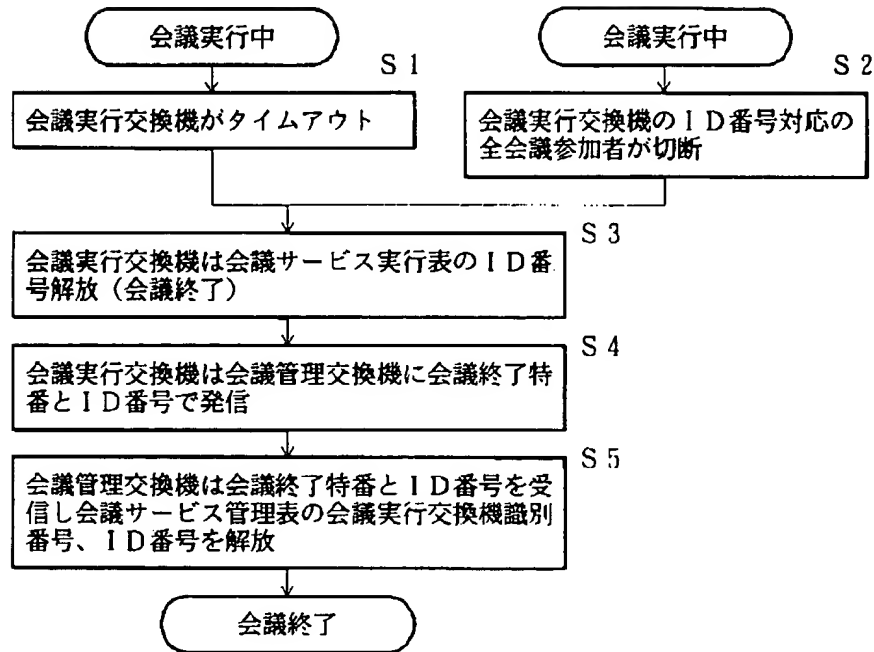 会議実行中
会議実行中
S 1
S 2
会議実行交換機がタイムアウト
会議実行交換機のＩＤ番号対応の
全会議参加者が切断
S 3
会議実行交換機は会議サービス実行表のＩＤ番
号解放（会議終了）
S 4
会議実行交換機は会議管理交換機に会議終了特
番とＩＤ番号で発信
S 5
会議管理交換機は会議終了特番とＩＤ番号を受
信し会議サービス管理表の会議実行交換機識別
番号、ＩＤ番号を解放
会議終了